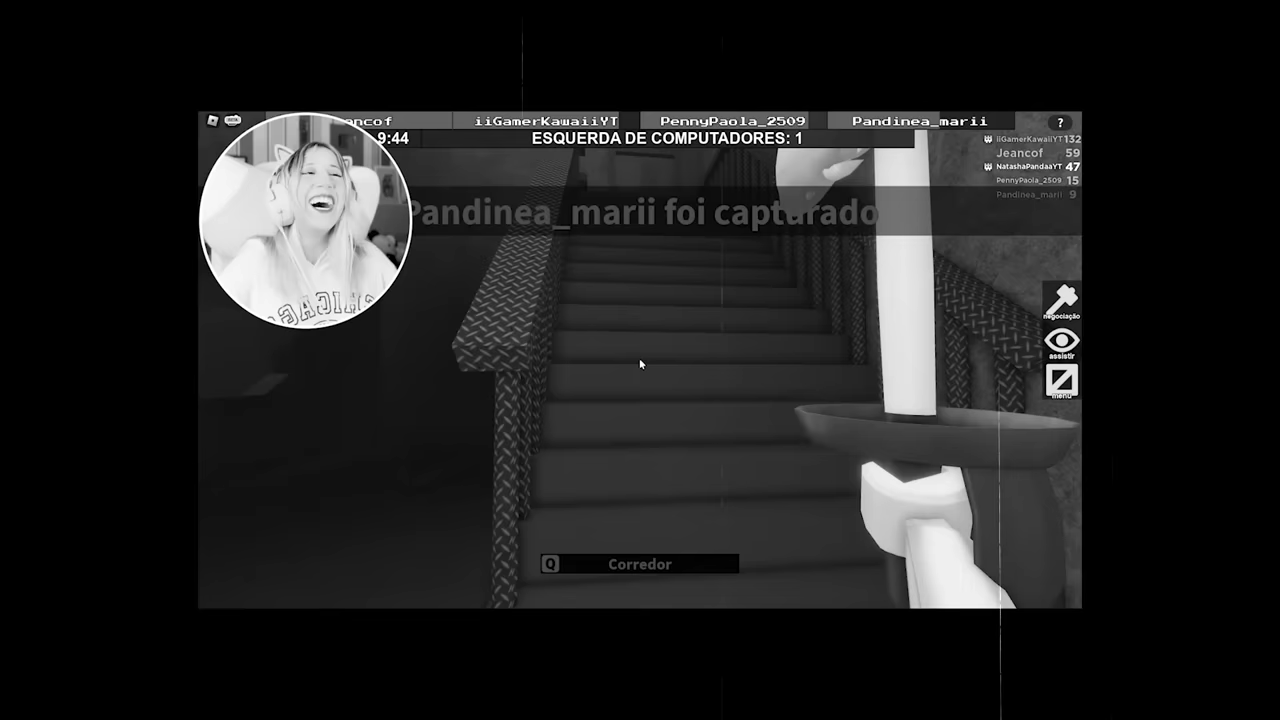 ancof
iiGamerKawaiiYT
PennyPaola_2509
Pandinea_marii
?
9:44
ESQUERDA DE COMPUTADORES: 1
iiGamerKawaiiYT 132
Jeancof 59
NatashaPandaaYT 47
PennyPaola_2509 15
Pandinea_marii 9
Pandinea_marii foi capturado
negociação
assistir
menu
Q Corredor